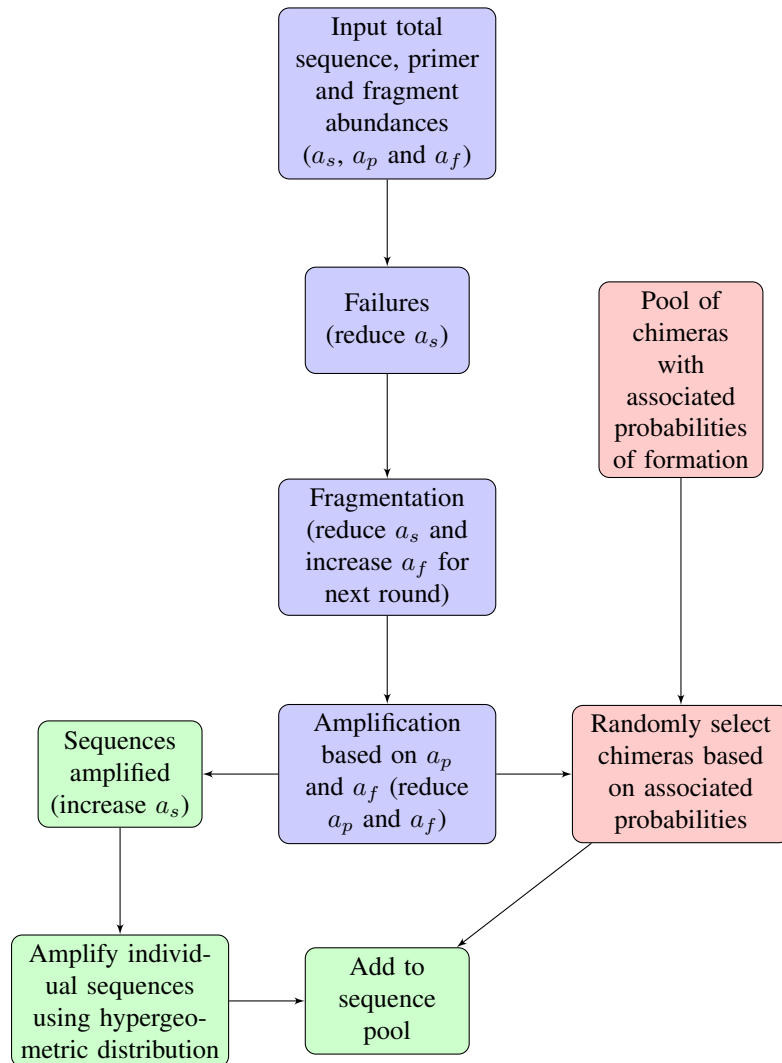 Input total
sequence, primer
and fragment
abundances
(a_s, a_p and a_f)
Failures
(reduce a_s)
Pool of
chimeras
with
associated
probabilities
of formation
Fragmentation
(reduce a_s and
increase a_f for
next round)
Sequences
amplified
(increase a_s)
Amplification
based on a_p
and a_f (reduce
a_p and a_f)
Randomly select
chimeras based
on associated
probabilities
Amplify individ-
ual sequences
using hypergeo-
metric distribution
Add to
sequence
pool